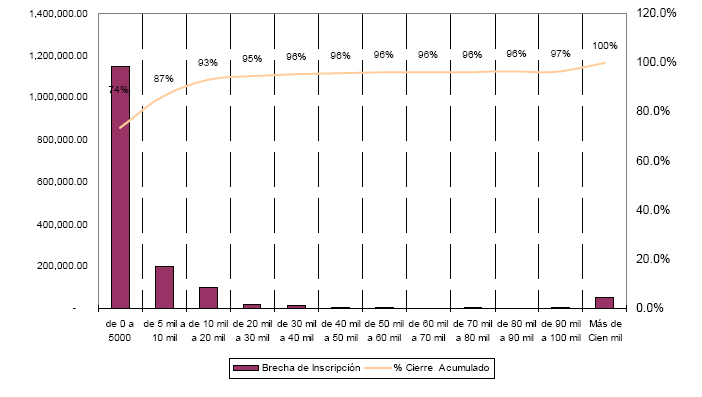 1,400,000.00
1,200,000.00
1,000,000.00
800,000.00
600,000.00
400,000.00
200,000.00
-
120.0%
100.0%
80.0%
60.0%
40.0%
20.0%
0.0%
74%
87%
93%
95%
96%
96%
96%
96%
96%
96%
97%
100%
de 0 a
5000
de 5 mil a
10 mil
de 10 mil
a 20 mil
de 20 mil
a 30 mil
de 30 mil
a 40 mil
de 40 mil
a 50 mil
de 50 mil
a 60 mil
de 60 mil
a 70 mil
de 70 mil
a 80 mil
de 80 mil
a 90 mil
de 90 mil
a 100 mil
Más de
Cien mil
Brecha de Inscripción
% Cierre Acumulado